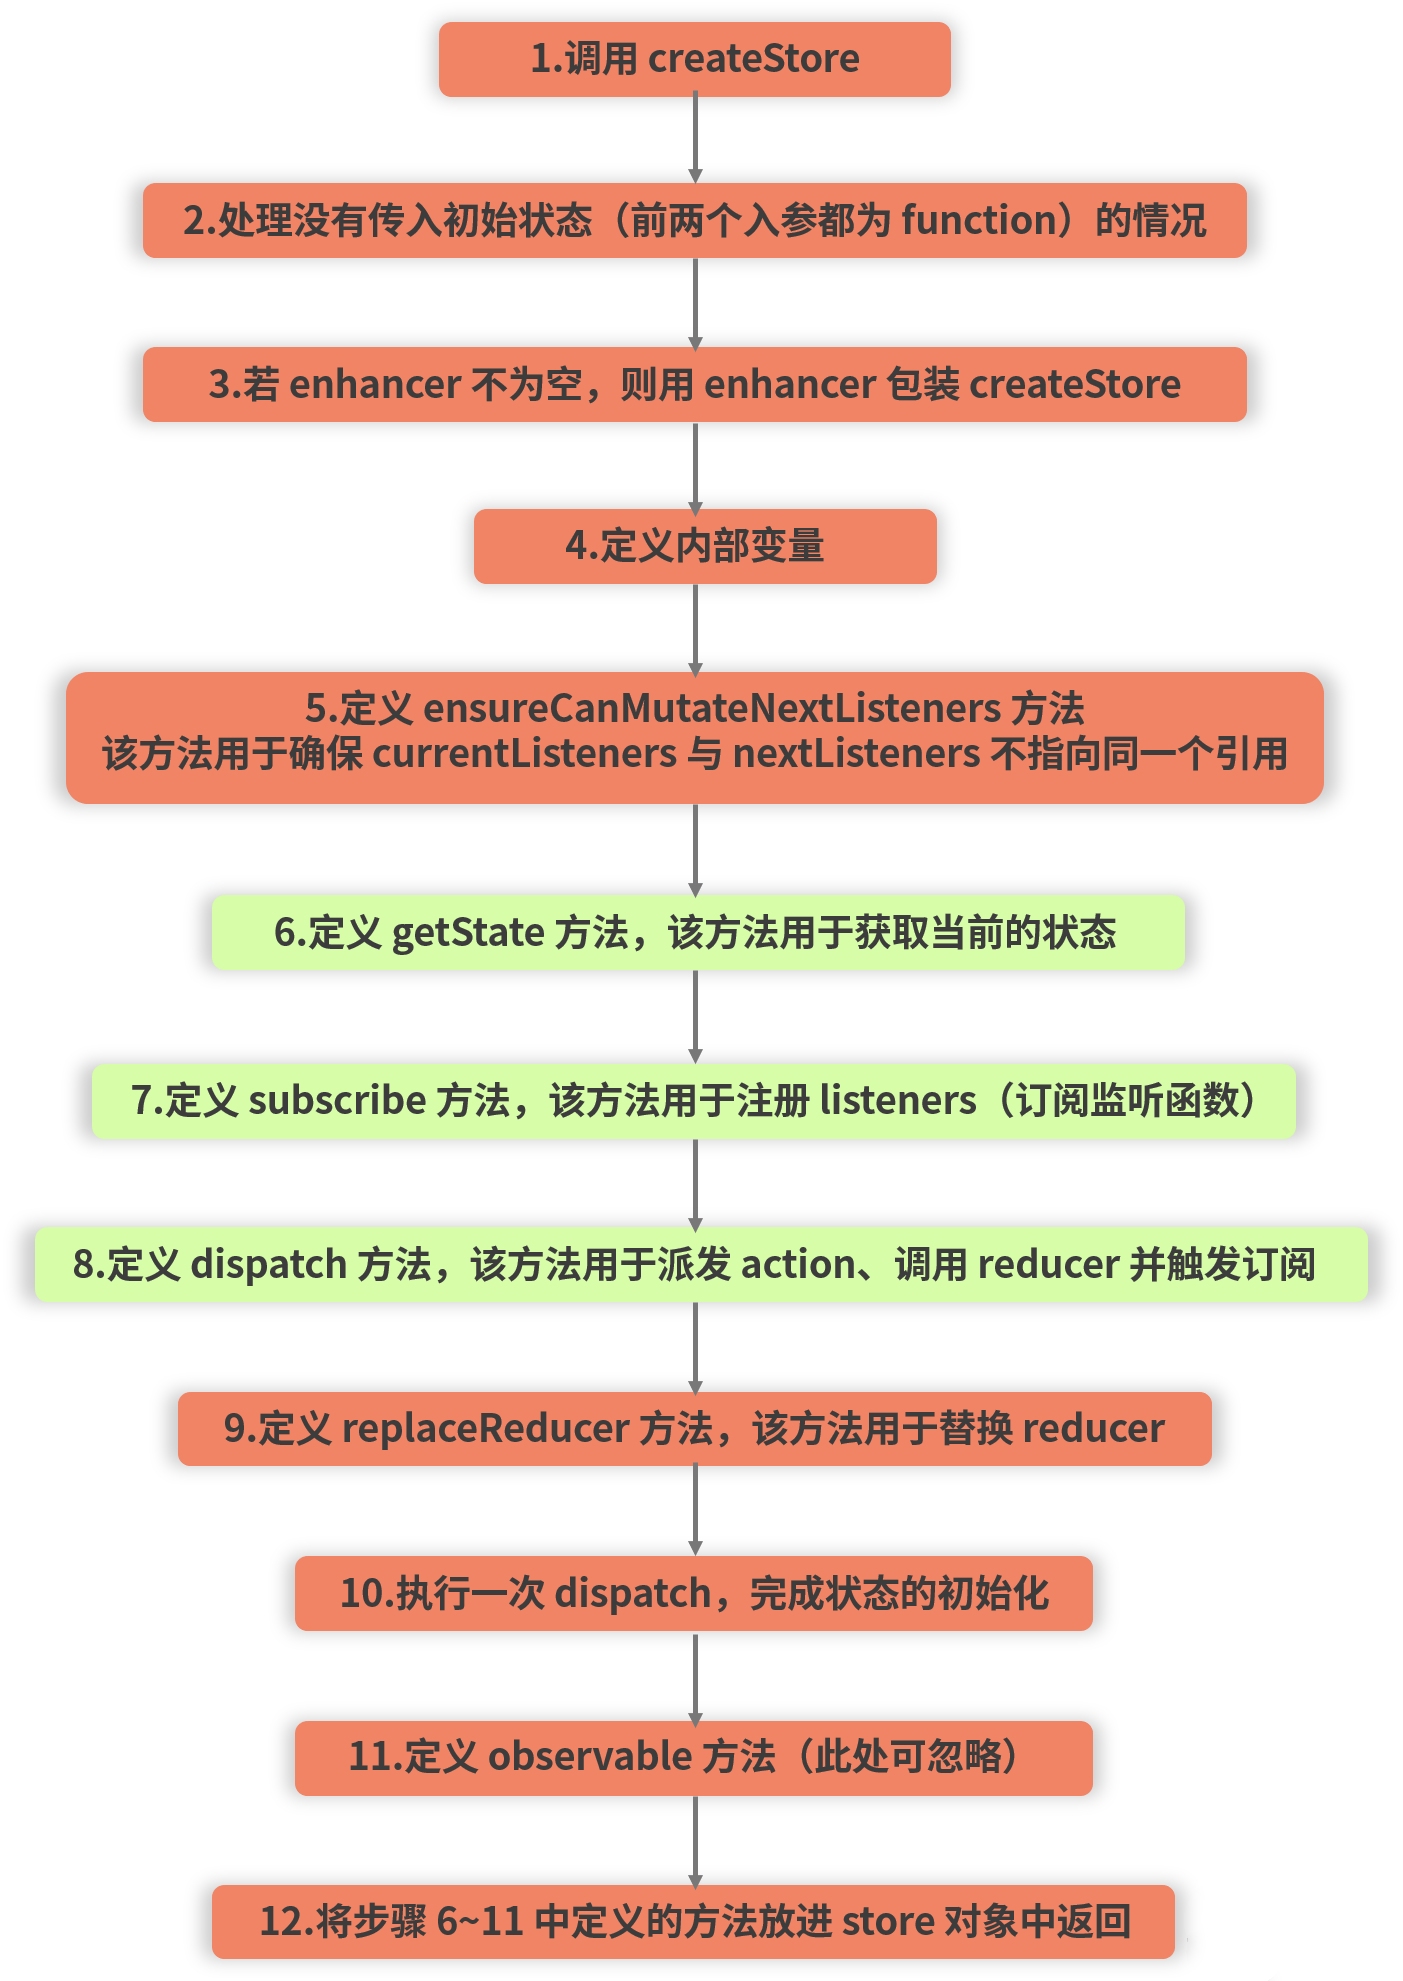 1.调用 createStore
2.处理没有传入初始状态（前两个入参都为 function）的情况
3.若 enhancer 不为空，则用 enhancer 包装 createStore
4.定义内部变量
5.定义 ensureCanMutateNextListeners 方法
该方法用于确保 currentListeners 与 nextListeners 不指向同一个引用
6.定义 getState 方法，该方法用于获取当前的状态
7.定义 subscribe 方法，该方法用于注册 listeners（订阅监听函数）
8.定义 dispatch 方法，该方法用于派发 action、调用 reducer 并触发订阅
9.定义 replaceReducer 方法，该方法用于替换 reducer
10.执行一次 dispatch，完成状态的初始化
11.定义 observable 方法（此处可忽略）
12.将步骤 6~11 中定义的方法放进 store 对象中返回